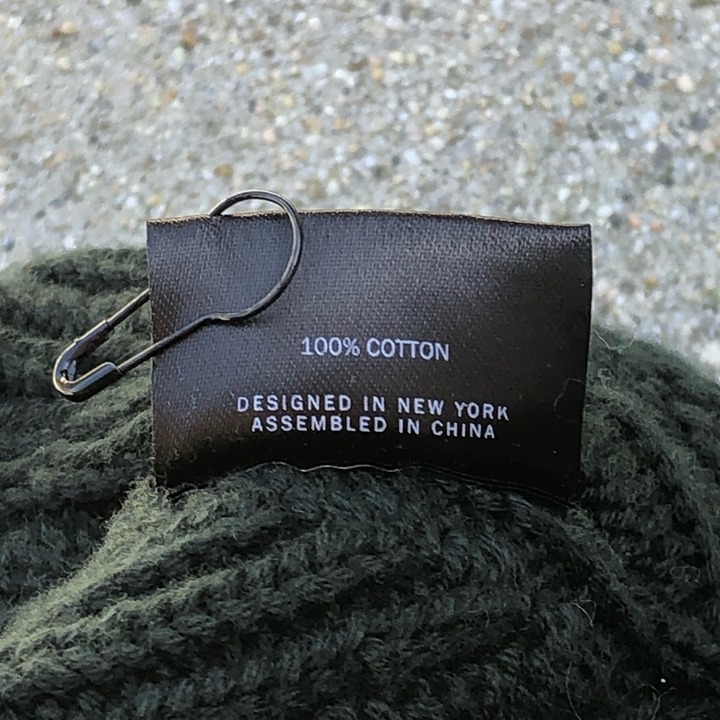 100% COTTON
DESIGNED IN NEW YORK
ASSEMBLED IN CHINA